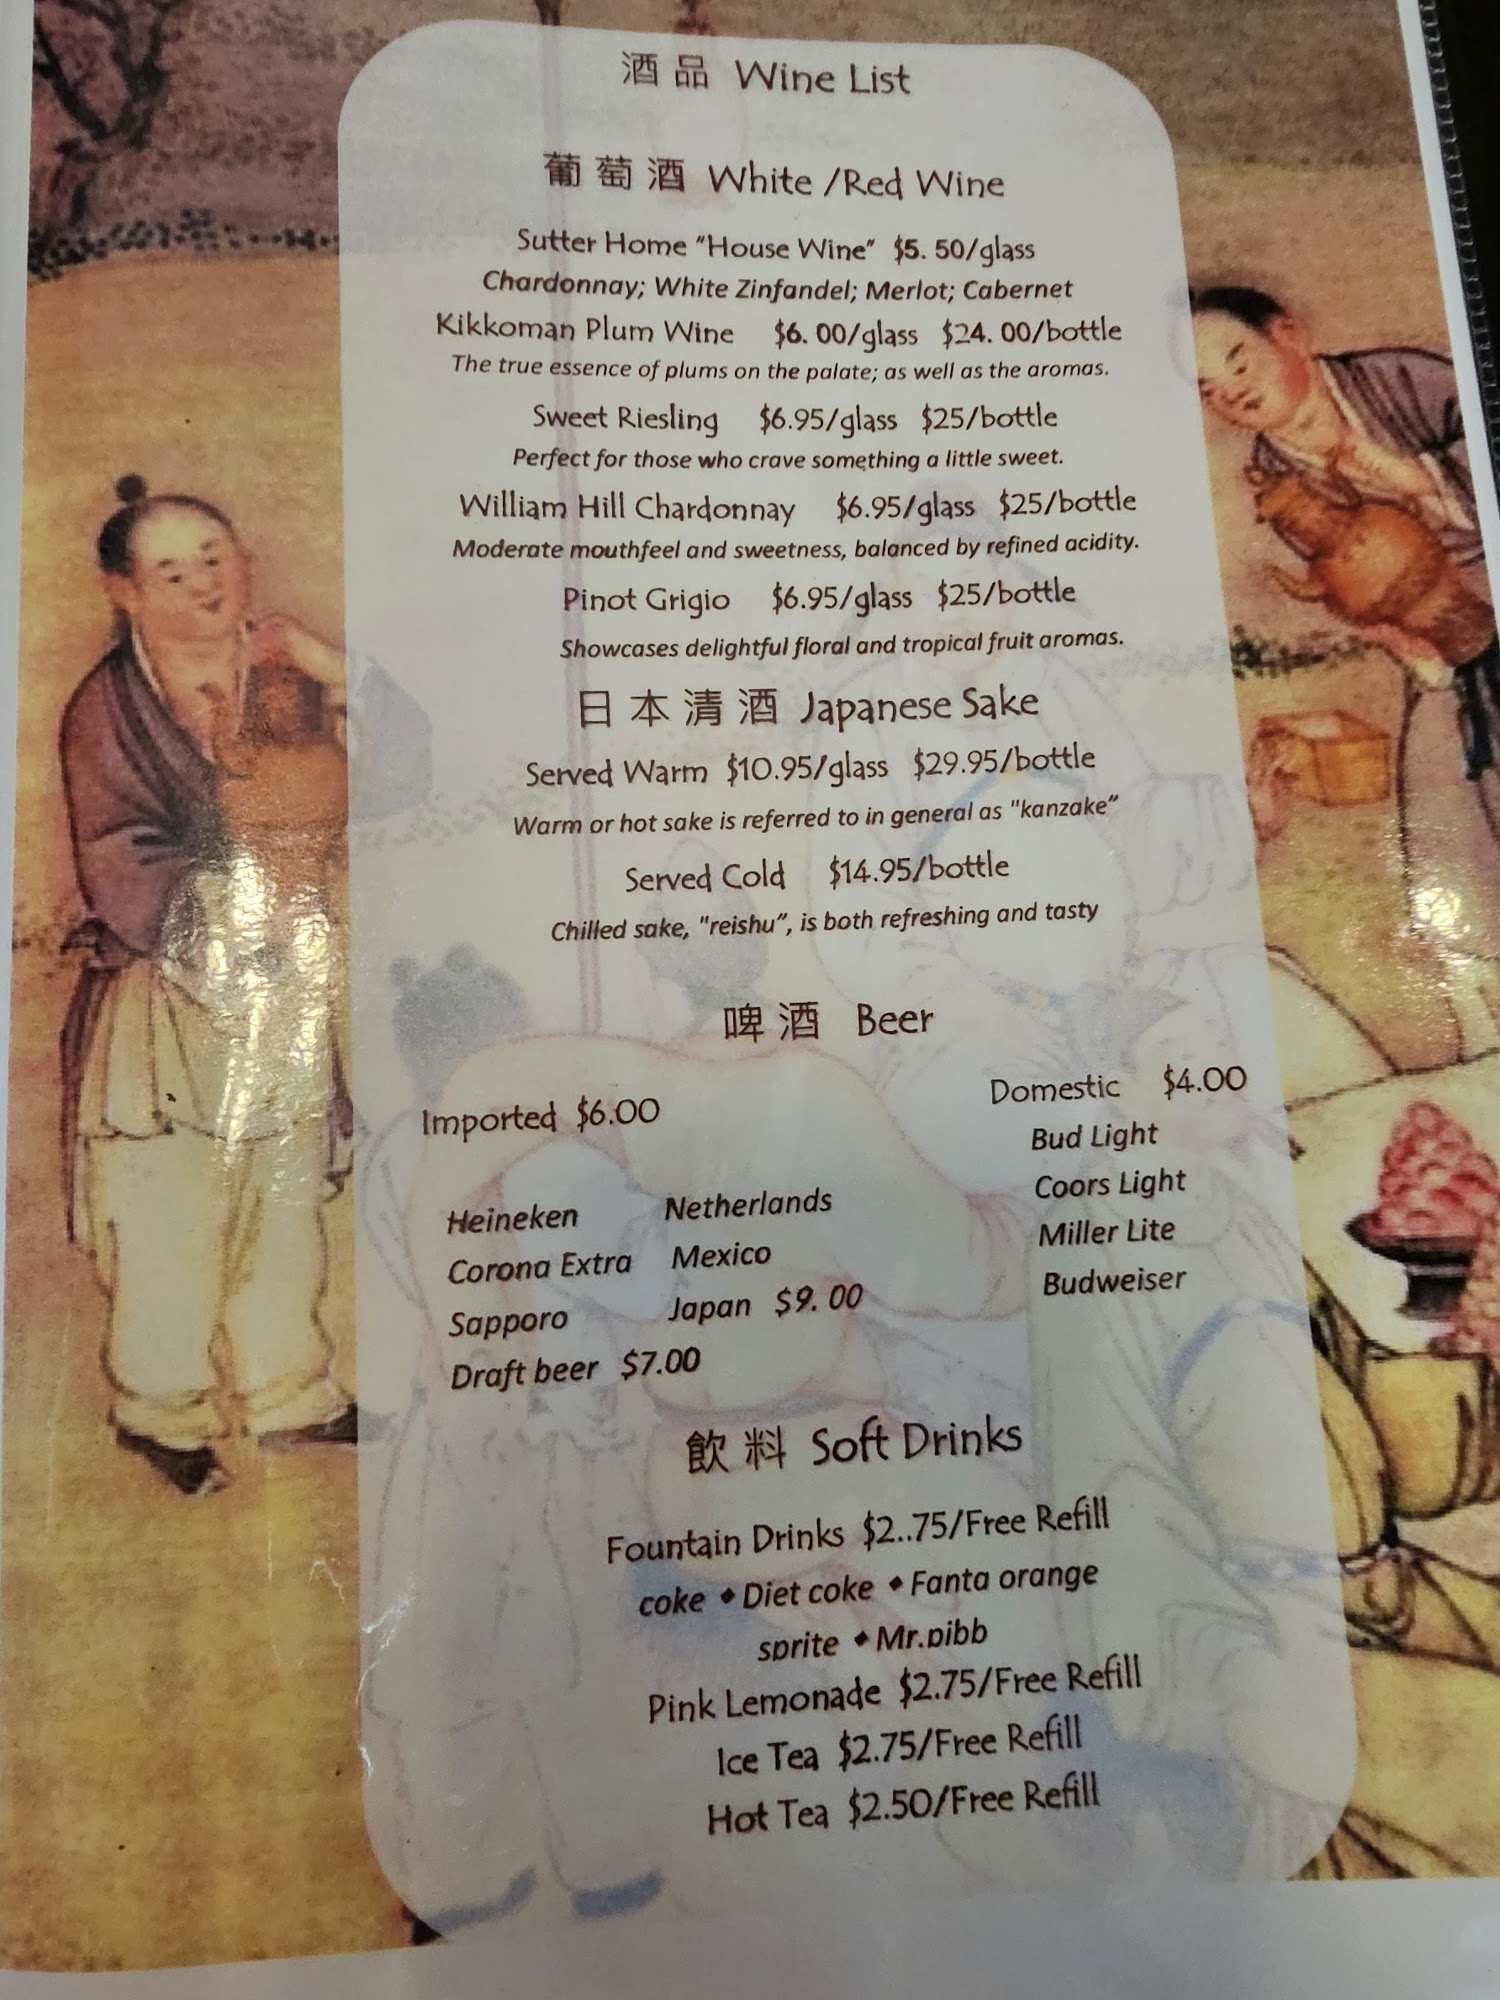 酒品 Wine List
葡萄酒 White /Red Wine
Sutter Home "House Wine" $5. 50/glass
Chardonnay; White Zinfandel; Merlot; Cabernet
Kikkoman Plum Wine $6. 00/glass $24. 00/bottle
The true essence of plums on the palate; as well as the aromas.
Sweet Riesling $6.95/glass $25/bottle
Perfect for those who crave something a little sweet.
William Hill Chardonnay $6.95/glass $25/bottle
Moderate mouthfeel and sweetness, balanced by refined acidity.
Pinot Grigio $6.95/glass $25/bottle
Showcases delightful floral and tropical fruit aromas.
日本清酒 Japanese Sake
Served Warm $10.95/glass $29.95/bottle
Warm or hot sake is referred to in general as "kanzake"
Served Cold $14.95/bottle
Chilled sake, "reishu", is both refreshing and tasty
啤酒 Beer
Imported $6.00
Heineken Netherlands
Corona Extra Mexico
Sapporo Japan $9. 00
Draft beer $7.00
Domestic $4.00
Bud Light
Coors Light
Miller Lite
Budweiser
飲料 Soft Drinks
Fountain Drinks $2..75/Free Refill
coke ◆ Diet coke ◆ Fanta orange
sprite ◆ Mr.pibb
Pink Lemonade $2.75/Free Refill
Ice Tea $2.75/Free Refill
Hot Tea $2.50/Free Refill